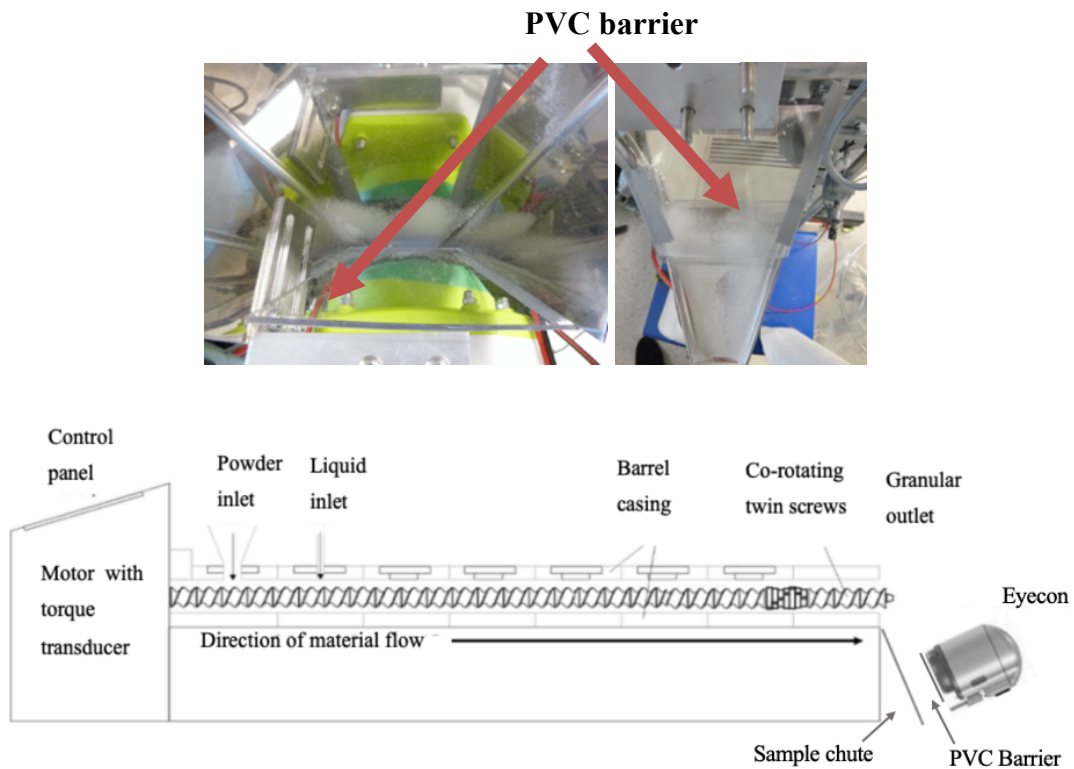 PVC barrier
Control
panel
Powder
inlet
Liquid
inlet
Barrel
casing
Co-rotating
twin screws
Granular
outlet
Motor with
torque
transducer
Eyecon
Direction of material flow
Sample chute
PVC Barrier